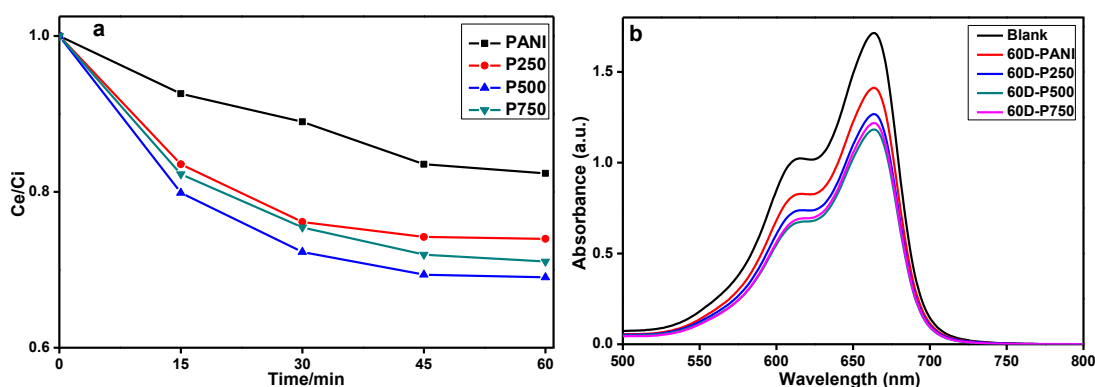 a
PANI
P250
P500
P750
1.0
0.8
0.6
Ce/Ci
0
15
30
45
60
Time/min
b
Blank
60D-PANI
60D-P250
60D-P500
60D-P750
1.5
1.0
0.5
0.0
Absorbance (a.u.)
500
550
600
650
700
750
800
Wavelength (nm)